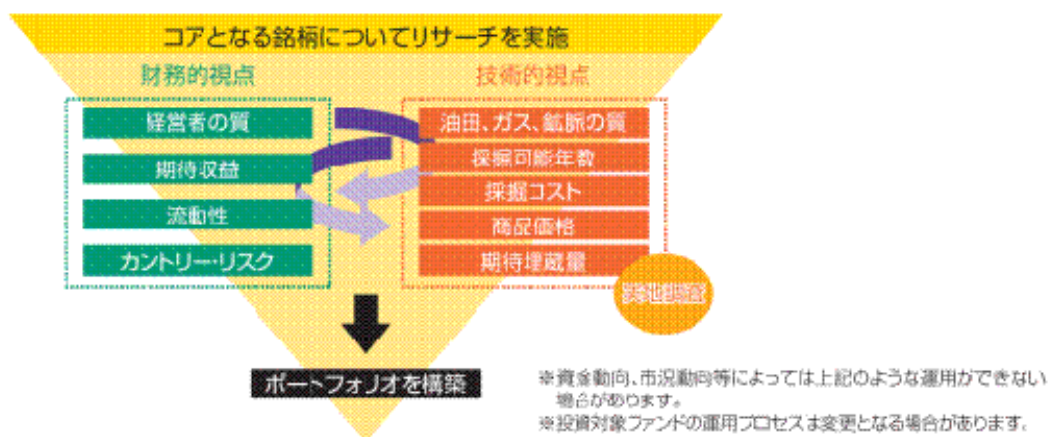 コアとなる銘柄についてリサーチを実施
財務的視点
経営者の質
期待収益
流動性
カントリー・リスク
技術的視点
油田、ガス、鉱脈の質
採掘可能年数
採掘コスト
商品価格
期待埋蔵量
実地調査
ポートフォリオを構築
※資金動向、市況動向等によっては上記のような運用ができない
場合があります。
※投資対象ファンドの運用プロセスは変更となる場合があります。